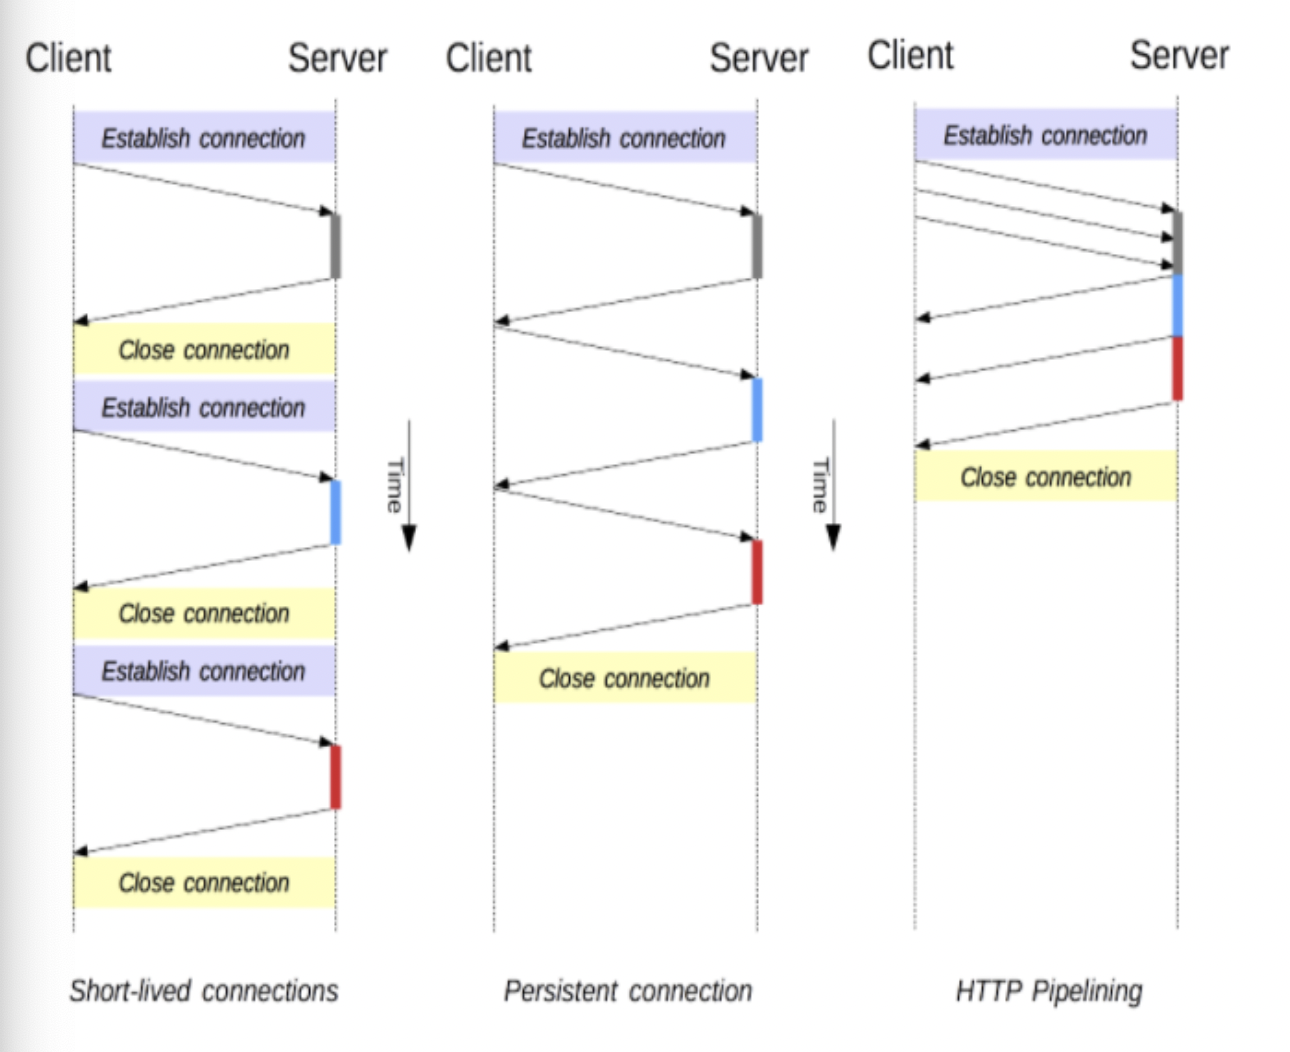 Client Server Client Server Client Server
Establish connection
Close connection
Establish connection
Close connection
Establish connection
Close connection
Short-lived connections
Time
Establish connection
Close connection
Persistent connection
Time
Establish connection
Close connection
HTTP Pipelining